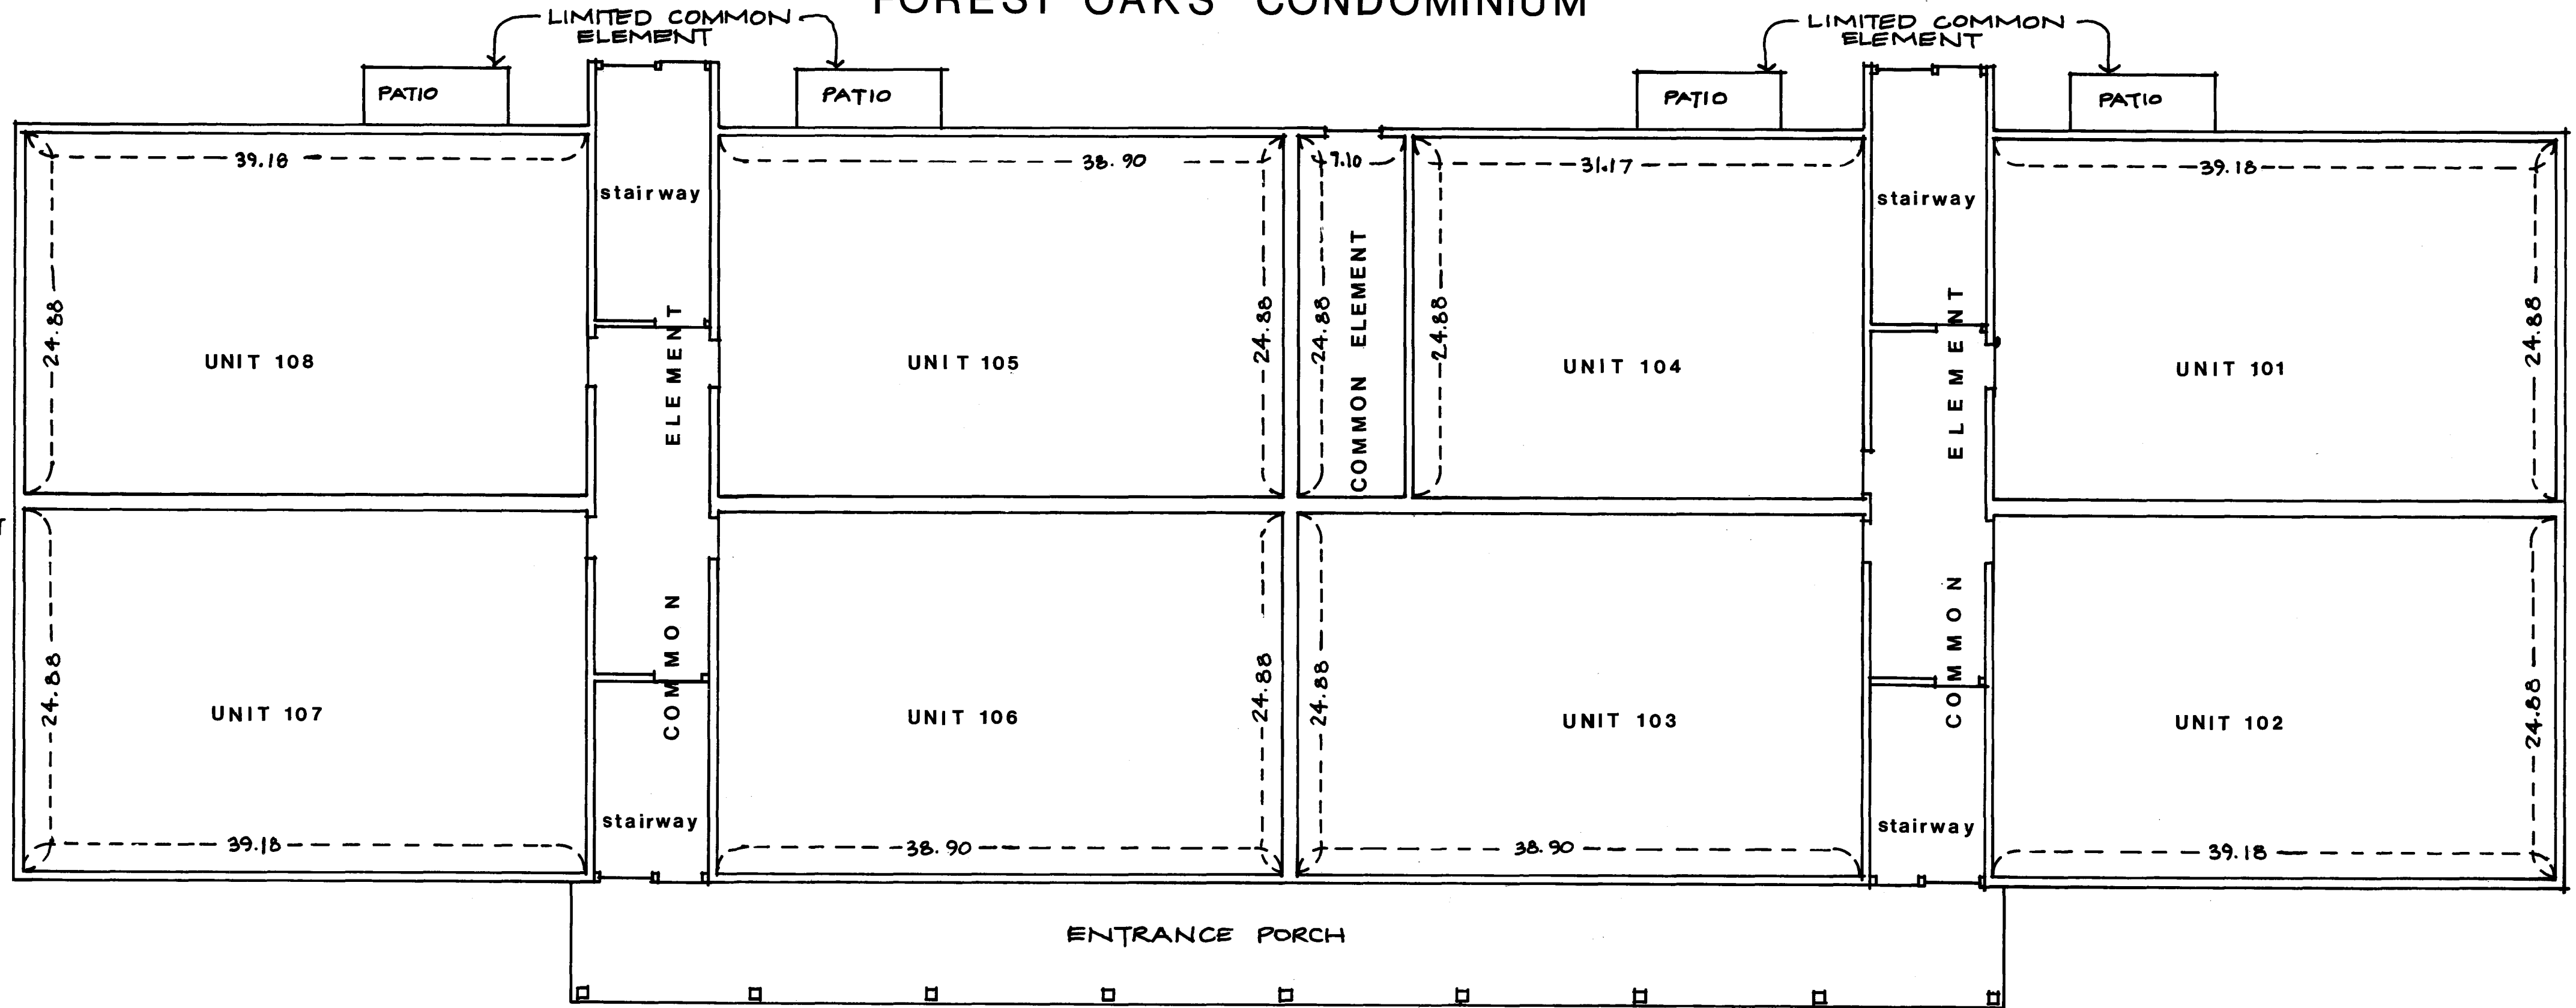 FOREST OAKS CONDOMINIUM
LIMITED COMMON
ELEMENT
LIMITED COMMON
ELEMENT
PATIO
PATIO
PATIO
PATIO
39.18
38.90
7.10
31.17
39.18
stairway
stairway
24.88
24.88
24.88
24.88
24.88
COMMON ELEMENT
UNIT 108
UNIT 105
UNIT 104
UNIT 101
COMMON ELEMENT
COMMON ELEMENT
24.88
24.88
24.88
24.88
UNIT 107
UNIT 106
UNIT 103
UNIT 102
stairway
stairway
39.18
38.90
38.90
39.18
ENTRANCE PORCH